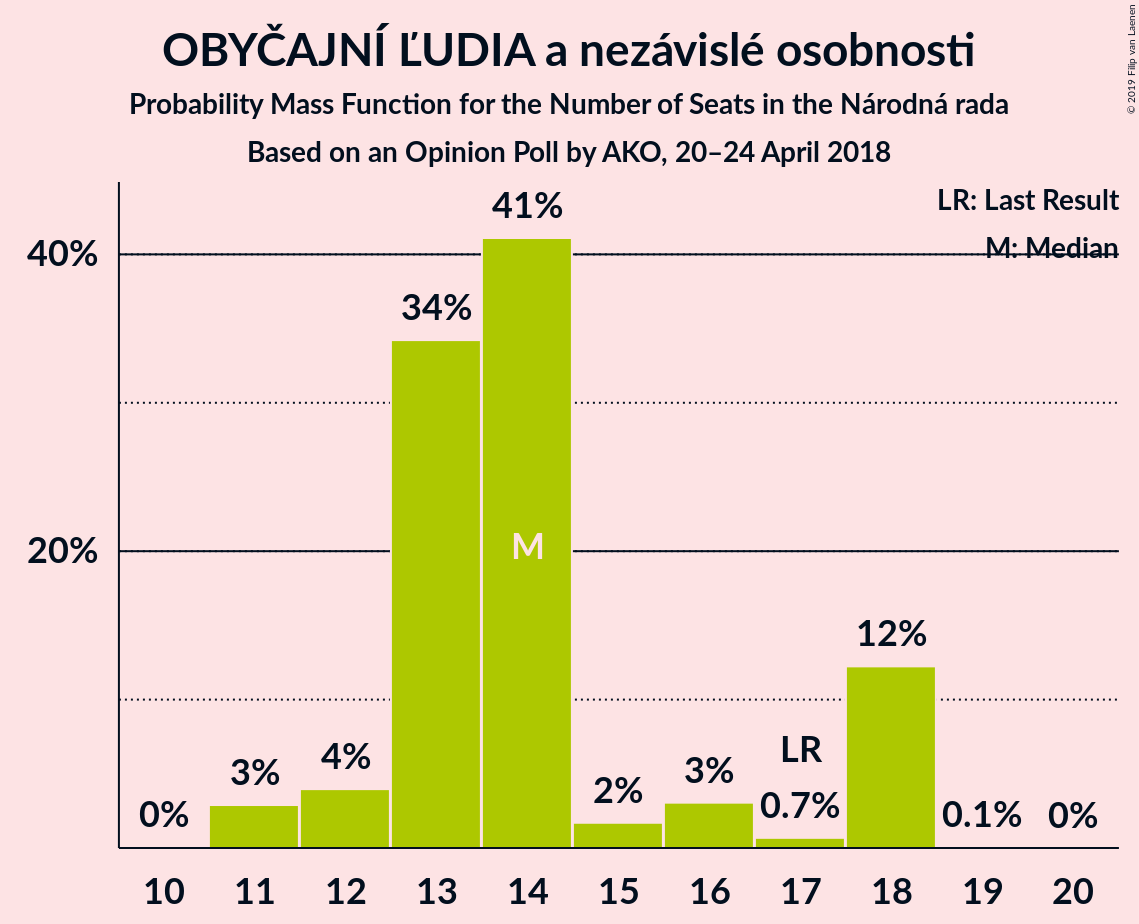 OBYČAJNÍ ĽUDIA a nezávislé osobnosti
Probability Mass Function for the Number of Seats in the Národná rada
Based on an Opinion Poll by AKO, 20–24 April 2018
© 2019 Filip van Laenen
LR: Last Result
M: Median
40%
20%
0%
3%
4%
34%
41%
M
2%
3%
LR
0.7%
12%
0.1%
0%
10 11 12 13 14 15 16 17 18 19 20